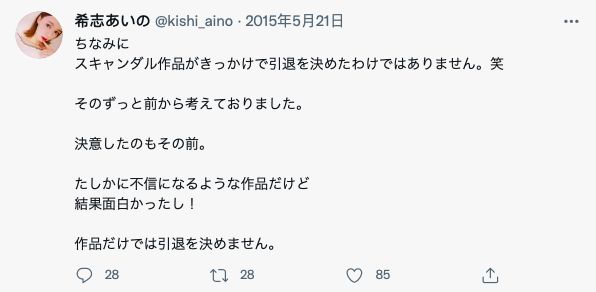 希志あいの @kishi_aino · 2015年5月21日
ちなみに
スキャンダル作品がきっかけで引退を決めたわけではありません。笑
そのずっと前から考えておりました。
決意したのもその前。
たしかに不信になるような作品だけど
結果面白かったし！
作品だけでは引退を決めません。
28 28 85